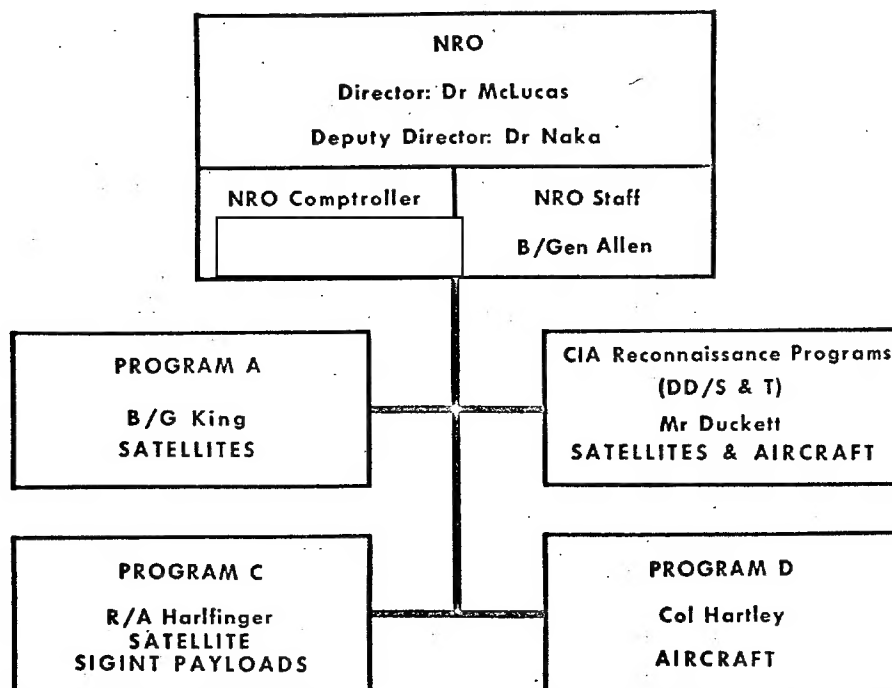 NRO
Director: Dr McLucas
Deputy Director: Dr Naka
NRO Comptroller
NRO Staff
B/Gen Allen
PROGRAM A
B/G King
SATELLITES
CIA Reconnaissance Programs
(DD/S & T)
Mr Duckett
SATELLITES & AIRCRAFT
PROGRAM C
R/A Harlfinger
SATELLITE
SIGINT PAYLOADS
PROGRAM D
Col Hartley
AIRCRAFT